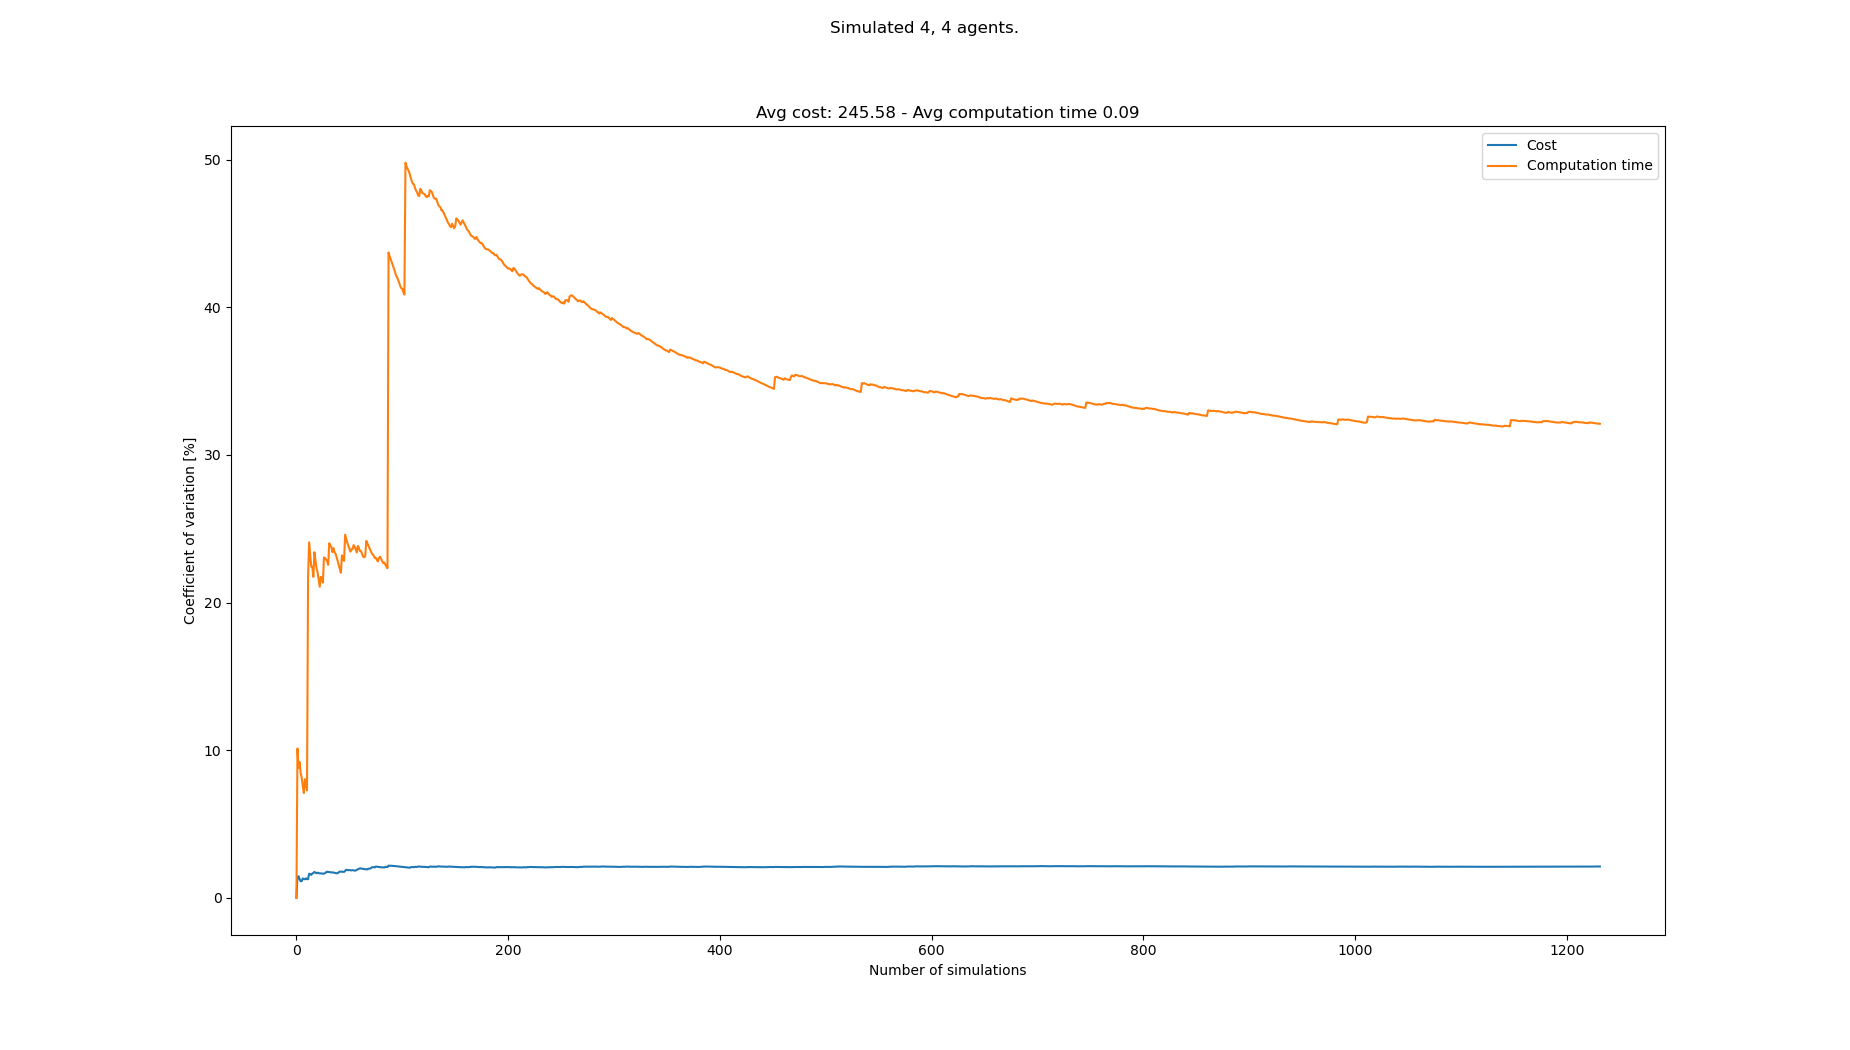 Simulated 4, 4 agents.
Avg cost: 245.58 - Avg computation time 0.09
Cost
Computation time
50
40
30
20
10
0
Coefficient of variation [%]
0 200 400 600 800 1000 1200
Number of simulations